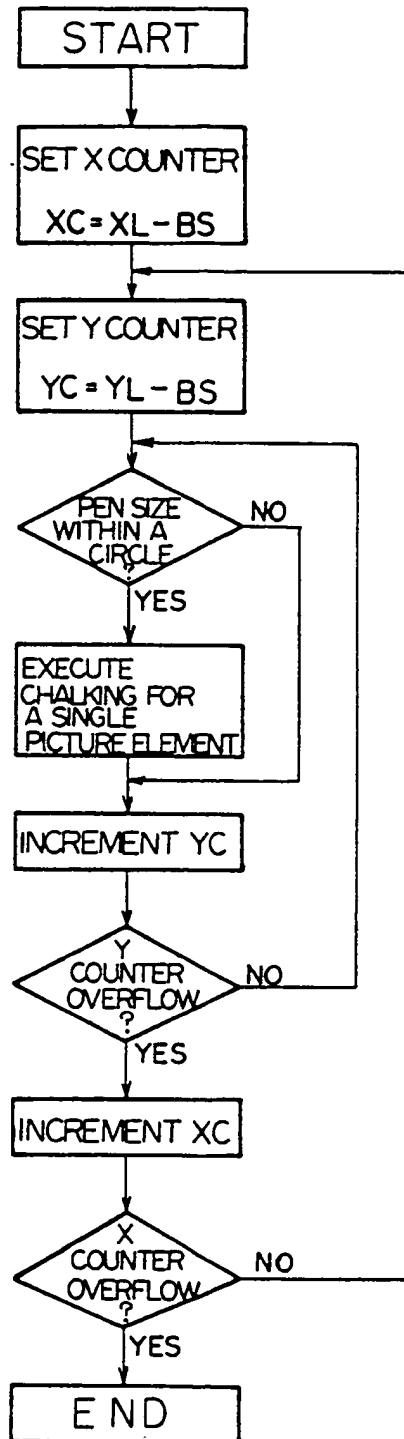 START
SET X COUNTER
XC = XL - BS
SET Y COUNTER
YC = YL - BS
PEN SIZE
WITHIN A
CIRCLE
?
NO
YES
EXECUTE
CHALKING FOR
A SINGLE
PICTURE ELEMENT
INCREMENT YC
Y
COUNTER
OVERFLOW
?
NO
YES
INCREMENT XC
X
COUNTER
OVERFLOW
?
NO
YES
END